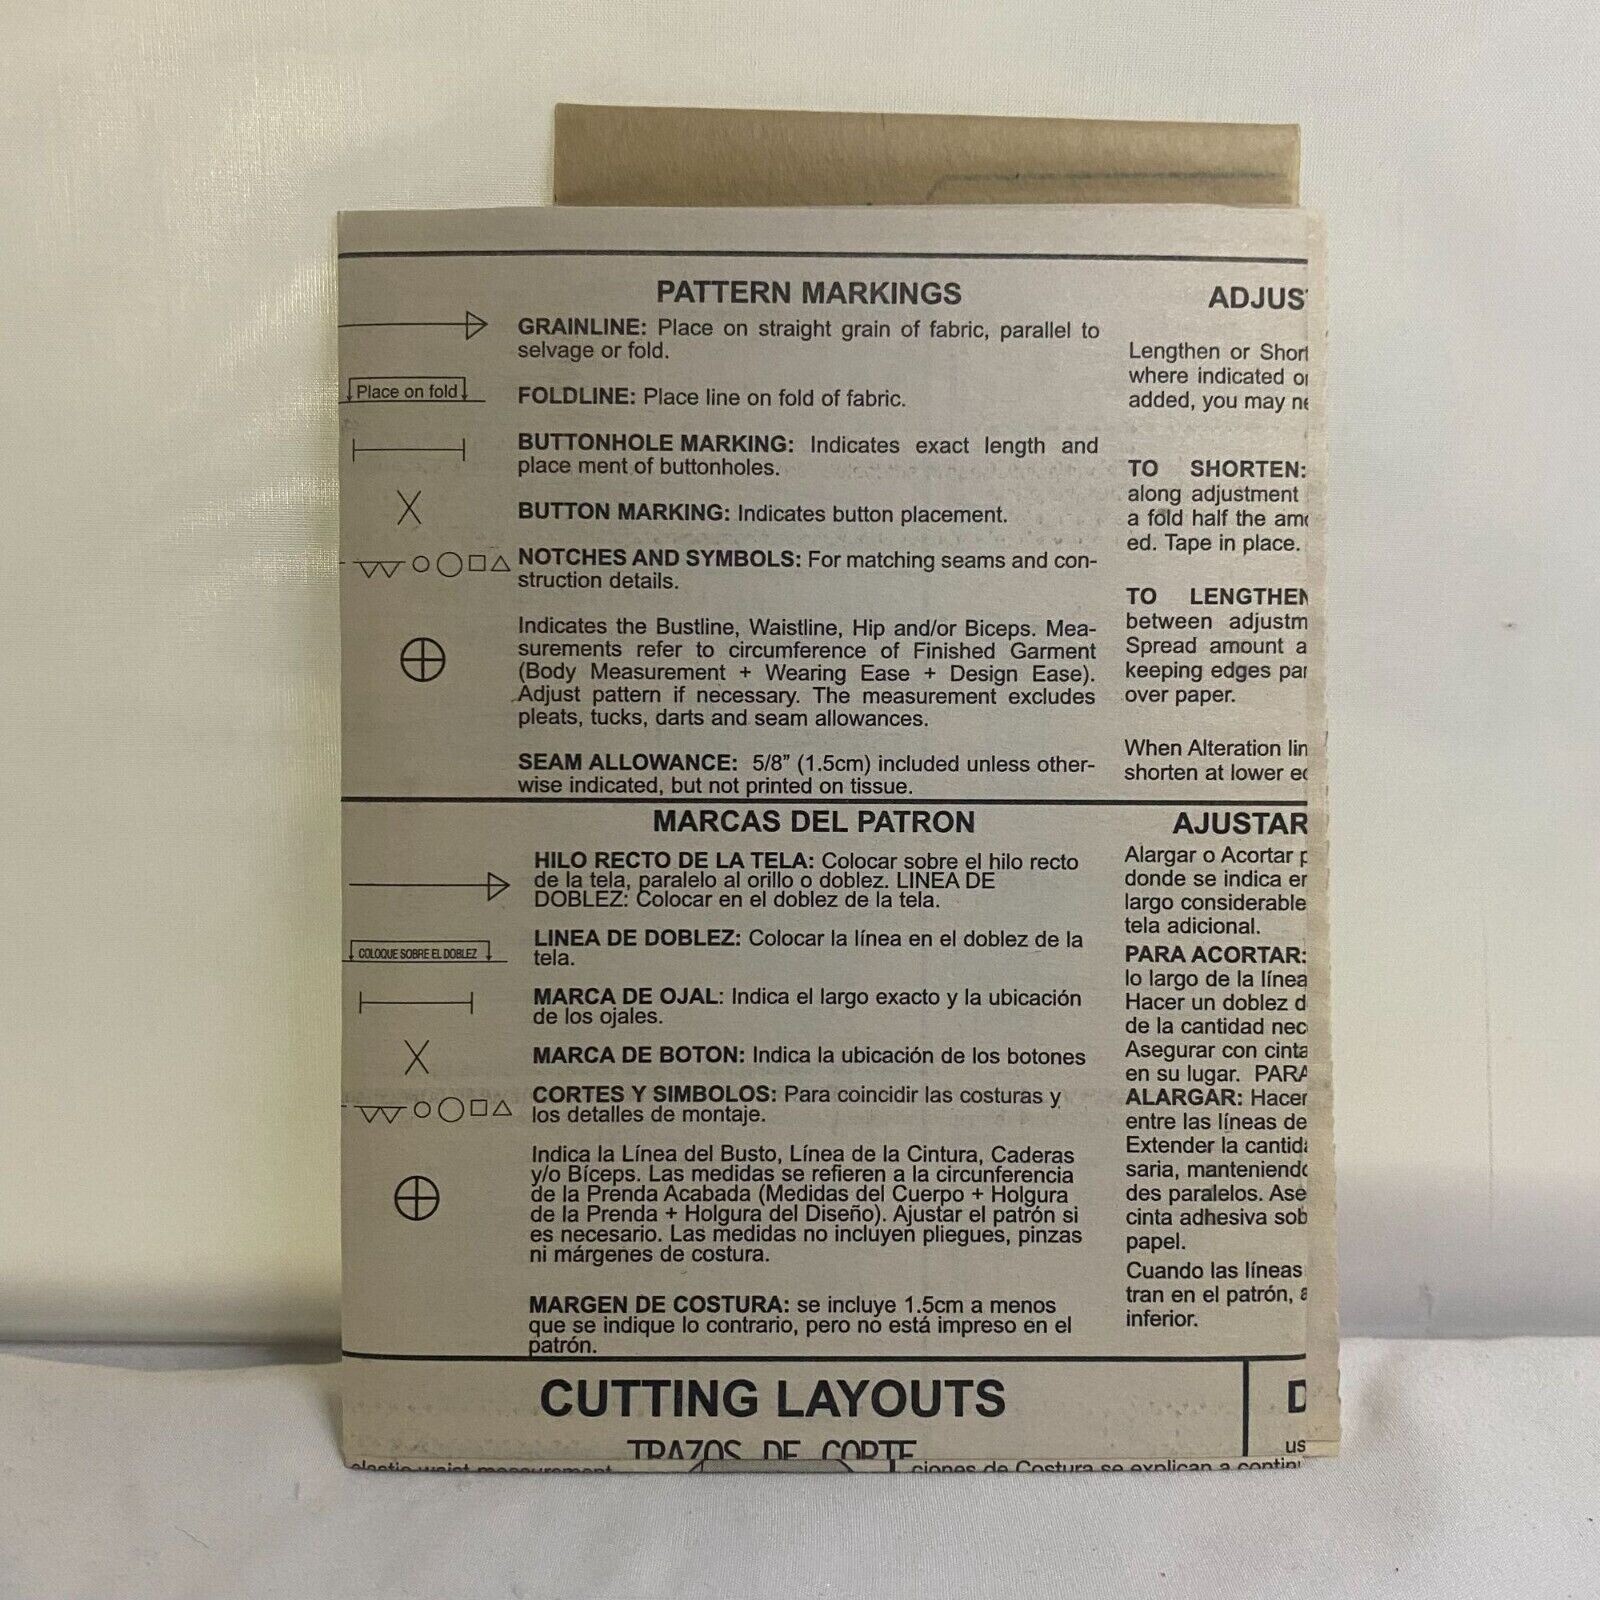 PATTERN MARKINGS
GRAINLINE: Place on straight grain of fabric, parallel to
selvage or fold.
Place on fold
FOLDLINE: Place line on fold of fabric.
BUTTONHOLE MARKING: Indicates exact length and
place ment of buttonholes.
BUTTON MARKING: Indicates button placement.
NOTCHES AND SYMBOLS: For matching seams and con-
struction details.
Indicates the Bustline, Waistline, Hip and/or Biceps. Mea-
surements refer to circumference of Finished Garment
(Body Measurement + Wearing Ease + Design Ease).
Adjust pattern if necessary. The measurement excludes
pleats, tucks, darts and seam allowances.
SEAM ALLOWANCE: 5/8” (1.5cm) included unless other-
wise indicated, but not printed on tissue.
ADJUS
Lengthen or Short
where indicated
added, you may
TO SHORTEN:
along adjustment
a fold half the
ed. Tape in place.
TO LENGTHEN
between adjustm
Spread amount a
keeping edges par
over paper.
When Alteration lin
shorten at lower
MARCAS DEL PATRON
HILO RECTO DE LA TELA: Colocar sobre el hilo recto
de la tela, paralelo al orillo o doblez. LINEA DE
DOBLEZ: Colocar en el doblez de la tela.
COLOQUE SOBRE EL DOBLEZ
LINEA DE DOBLEZ: Colocar la línea en el doblez de la
tela.
MARCA DE OJAL: Indica el largo exacto y la ubicación
de los ojales.
MARCA DE BOTON: Indica la ubicación de los botones
CORTES Y SIMBOLOS: Para coincidir las costuras y
los detalles de montaje.
Indica la Línea del Busto, Línea de la Cintura, Caderas
y/o Bíceps. Las medidas se refieren a la circunferencia
de la Prenda Acabada (Medidas del Cuerpo + Holgura
de la Prenda + Holgura del Diseño). Ajustar el patrón si
es necesario. Las medidas no incluyen pliegues, pinzas
ni márgenes de costura.
MARGEN DE COSTURA: se incluye 1.5cm a menos
que se indique lo contrario, pero no está impreso en el
patrón.
AJUSTAR
Alargar o Acortar
donde se indica en
largo considerable
tela adicional.
PARA ACORTAR:
lo largo de la línea
Hacer un doblez d
de la cantidad nec
Asegurar con cinta
en su lugar. PARA
ALARGAR: Hacer
entre las líneas de
Extender la cantida
saria, manteniendo
des paralelos. Ase
cinta adhesiva sob
papel.
Cuando las líneas
tran en el patrón, a
inferior.
CUTTING LAYOUTS
TRAZOS DE CORTE
D
us
elastic waist measurement
ciones de Costura se explican a contin